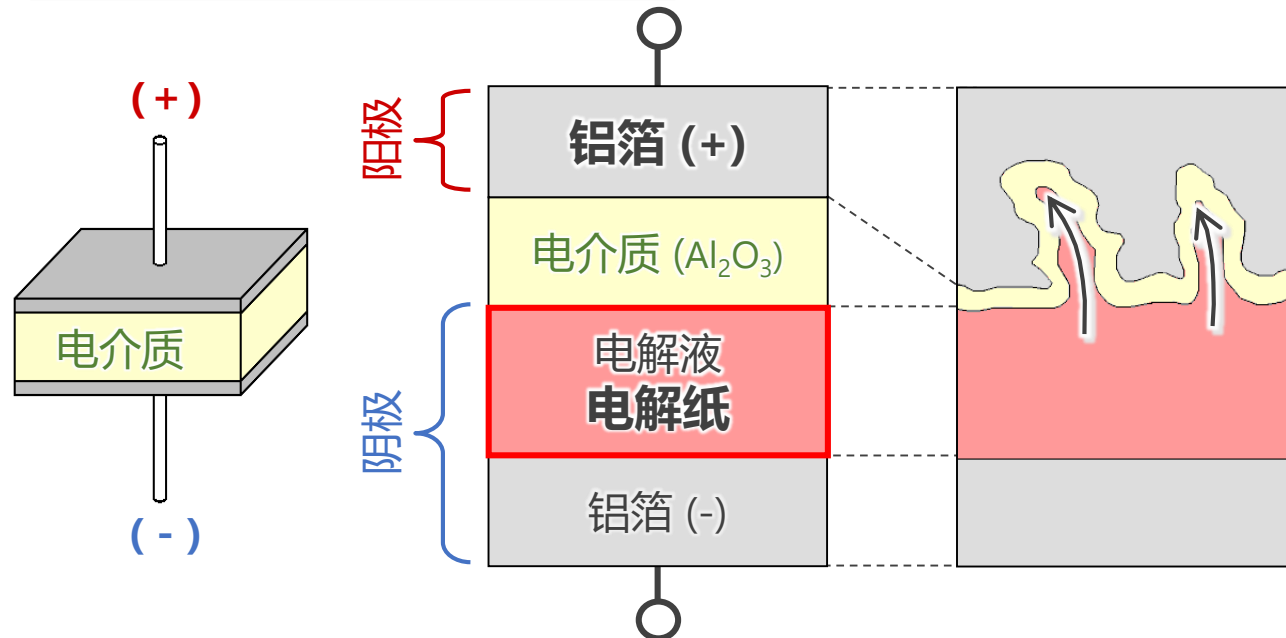 (+)
电介质
(-)
阳极
铝箔 (+)
电介质 (Al₂O₃)
阴极
电解液
电解纸
铝箔 (-)